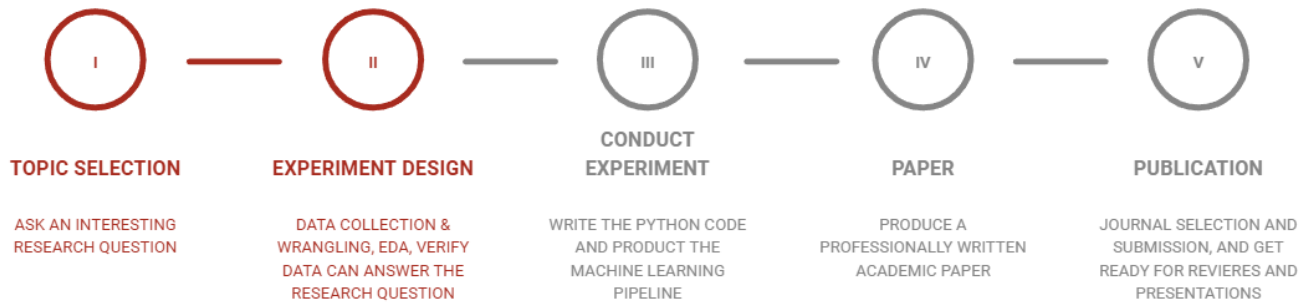 I
II
III
IV
V
TOPIC SELECTION
EXPERIMENT DESIGN
CONDUCT
EXPERIMENT
PAPER
PUBLICATION
ASK AN INTERESTING
RESEARCH QUESTION
DATA COLLECTION &
WRANGLING, EDA, VERIFY
DATA CAN ANSWER THE
RESEARCH QUESTION
WRITE THE PYTHON CODE
AND PRODUCT THE
MACHINE LEARNING
PIPELINE
PRODUCE A
PROFESSIONALLY WRITTEN
ACADEMIC PAPER
JOURNAL SELECTION AND
SUBMISSION, AND GET
READY FOR REVIERES AND
PRESENTATIONS